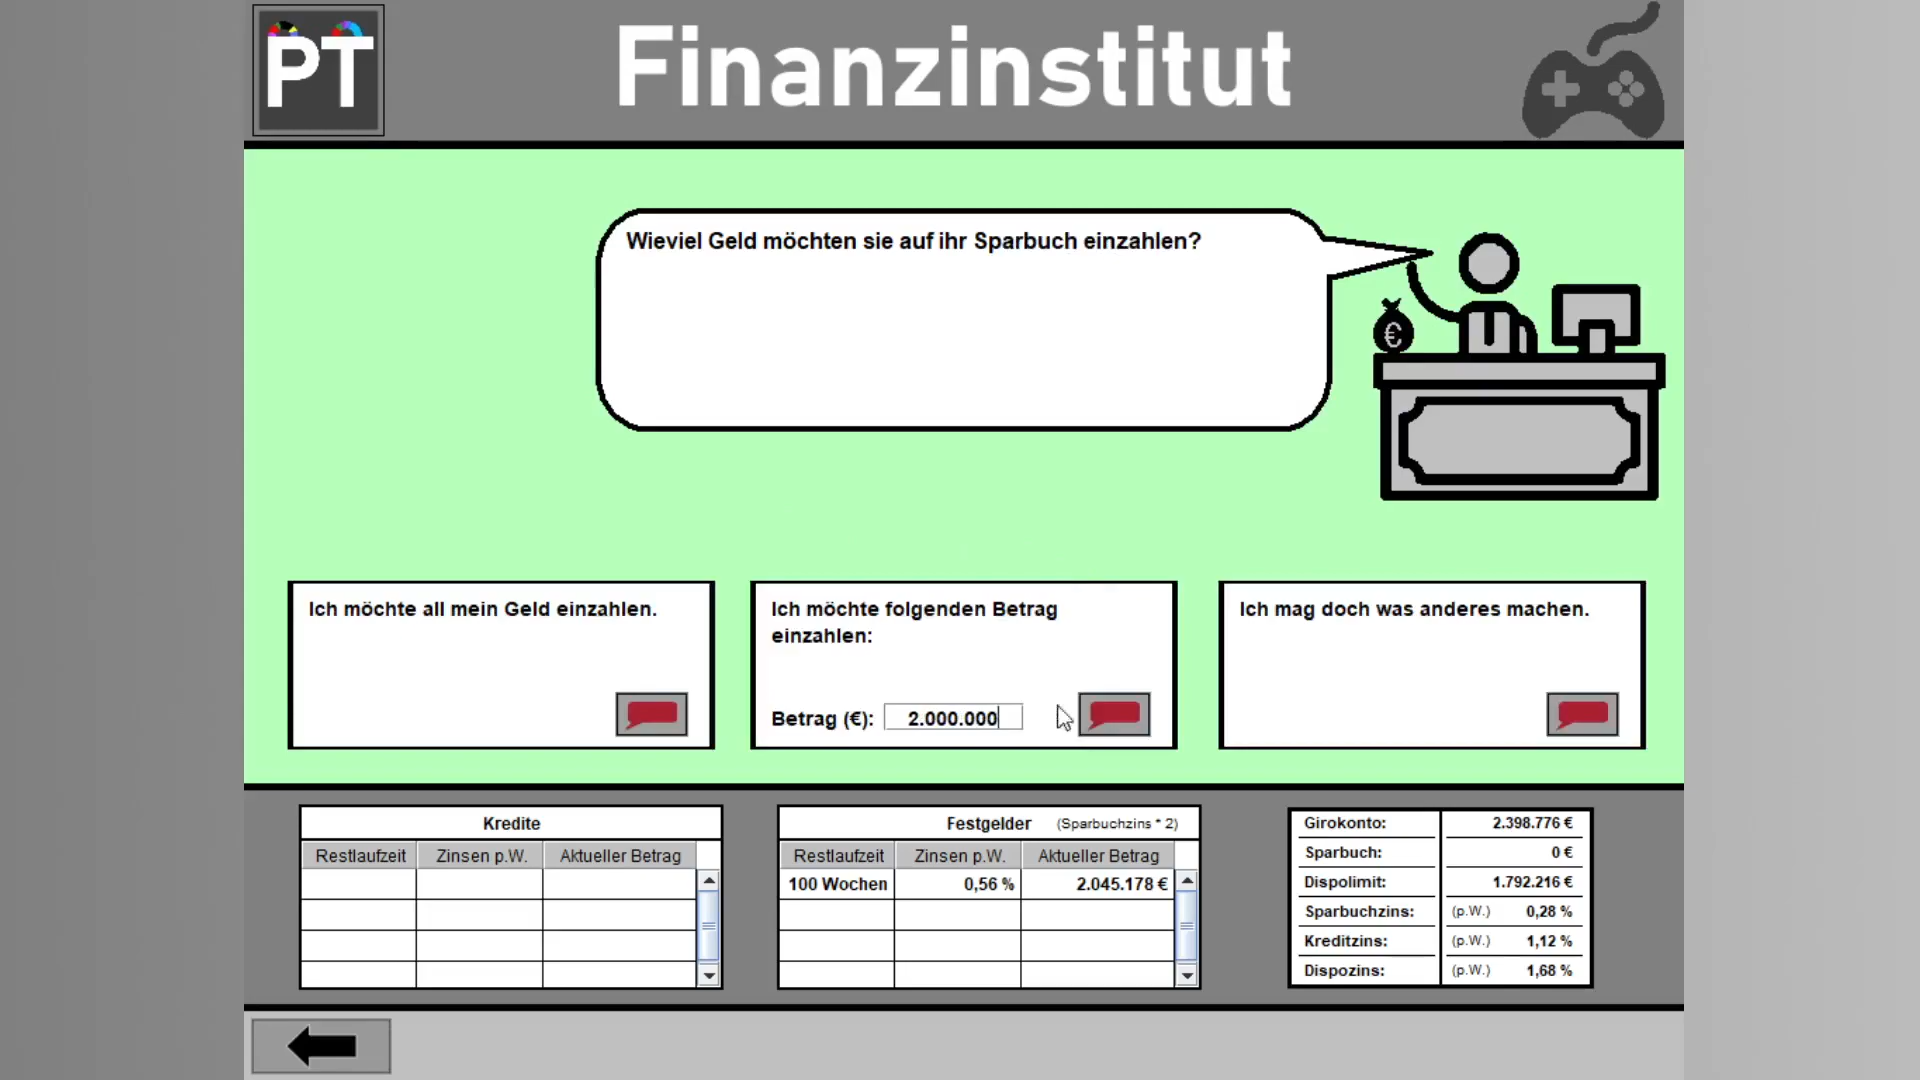 PT
Finanzinstitut
Wieviel Geld möchten sie auf ihr Sparbuch einzahlen?
€
Ich möchte all mein Geld einzahlen.
Ich möchte folgenden Betrag
einzahlen:
Betrag (€): 2.000.000
Ich mag doch was anderes machen.
Kredite
Restlaufzeit Zinsen p.W. Aktueller Betrag
Festgelder (Sparbuchzins * 2)
Restlaufzeit Zinsen p.W. Aktueller Betrag
100 Wochen 0,56 % 2.045.178 €
Girokonto: 2.398.776 €
Sparbuch: 0 €
Dispolimit: 1.792.216 €
Sparbuchzins: (p.W.) 0,28 %
Kreditzins: (p.W.) 1,12 %
Dispozins: (p.W.) 1,68 %